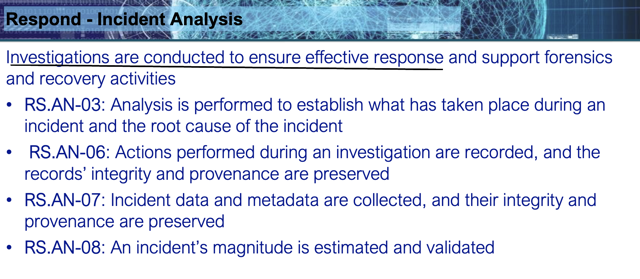 Respond - Incident Analysis
Investigations are conducted to ensure effective response and support forensics
and recovery activities
• RS.AN-03: Analysis is performed to establish what has taken place during an
incident and the root cause of the incident
• RS.AN-06: Actions performed during an investigation are recorded, and the
records’ integrity and provenance are preserved
• RS.AN-07: Incident data and metadata are collected, and their integrity and
provenance are preserved
• RS.AN-08: An incident’s magnitude is estimated and validated